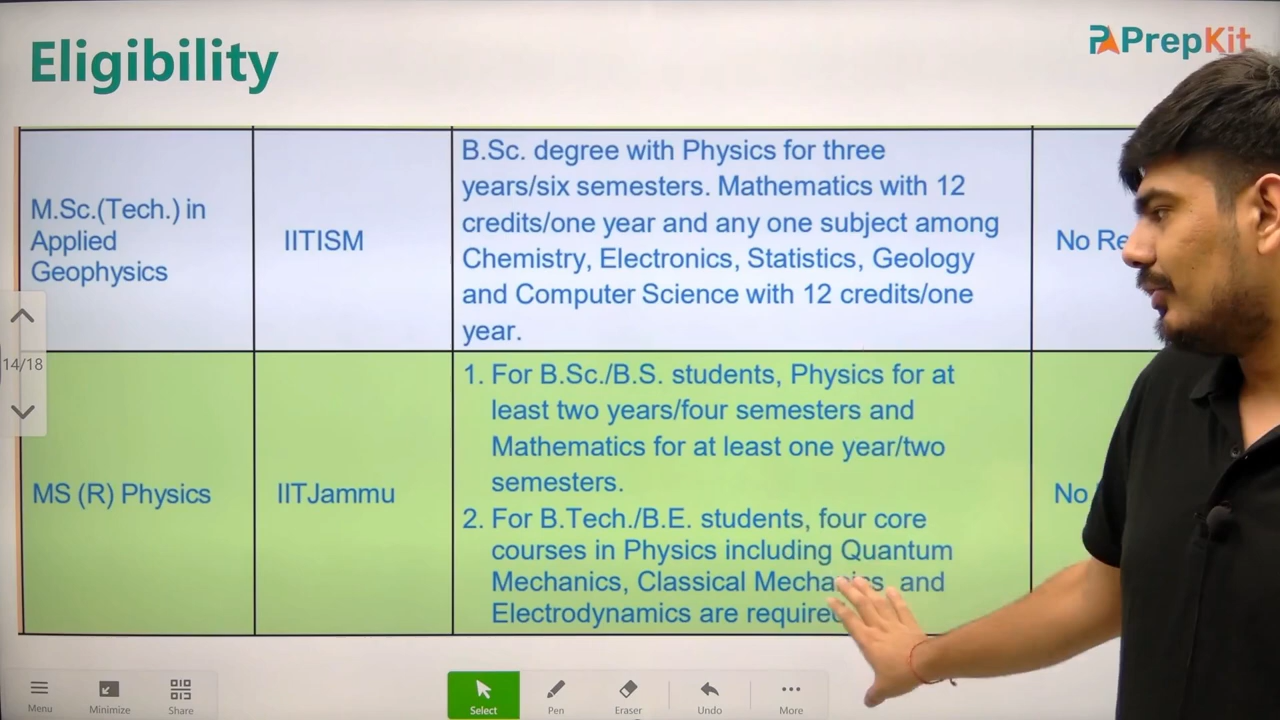 Eligibility
PrepKit
M.Sc.(Tech.) in
Applied
Geophysics
IITISM
B.Sc. degree with Physics for three
years/six semesters. Mathematics with 12
credits/one year and any one subject among
Chemistry, Electronics, Statistics, Geology
and Computer Science with 12 credits/one
year.
No
14/18
MS (R) Physics
IITJammu
1. For B.Sc./B.S. students, Physics for at
least two years/four semesters and
Mathematics for at least one year/two
semesters.
2. For B.Tech./B.E. students, four core
courses in Physics including Quantum
Mechanics, Classical Mechanics, and
Electrodynamics are required
No
Menu
Minimize
Share
Select
Pen
Eraser
Undo
More